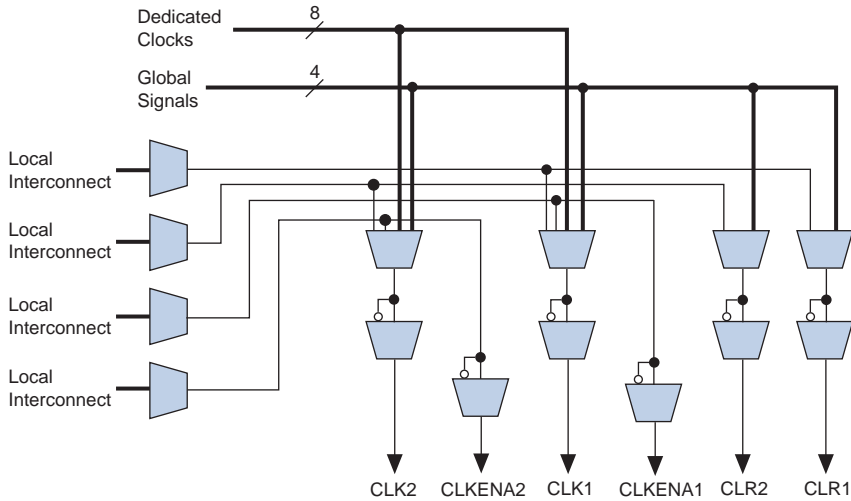 Dedicated
Clocks
8
Global
Signals
4
Local
Interconnect
Local
Interconnect
Local
Interconnect
Local
Interconnect
CLK2 CLKENA2 CLK1 CLKENA1 CLR2 CLR1